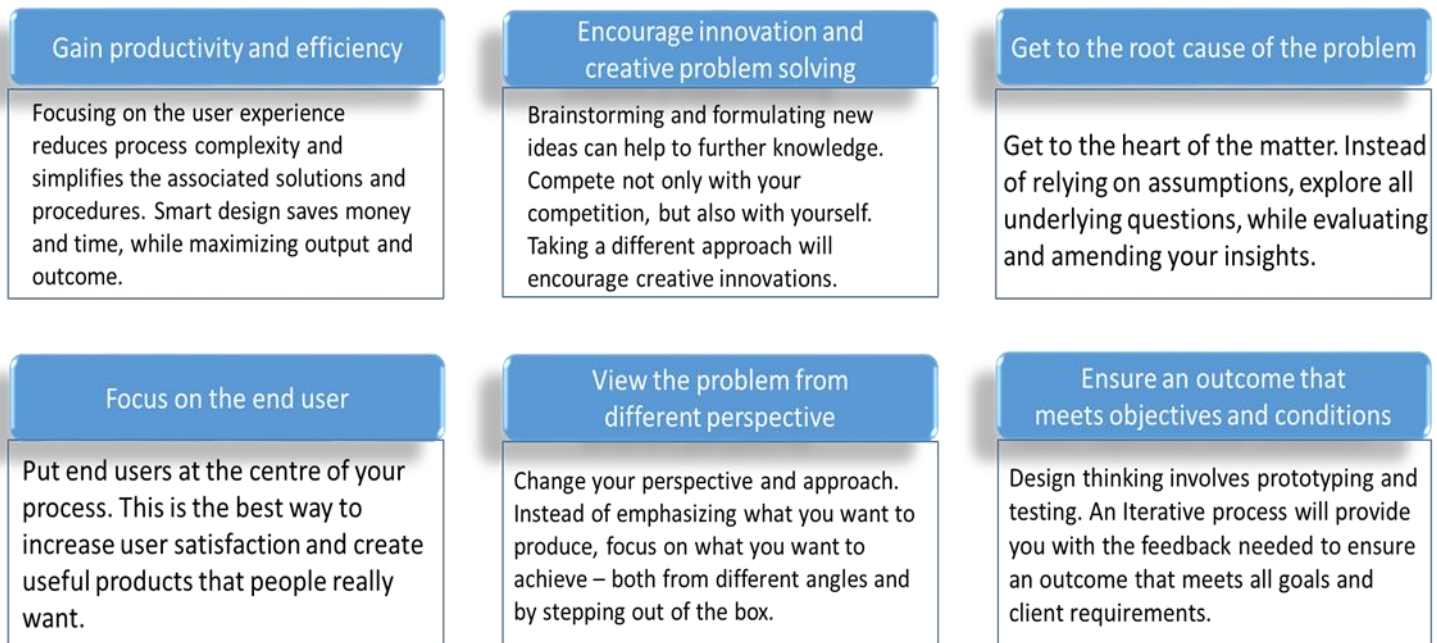 Gain productivity and efficiency
Focusing on the user experience
reduces process complexity and
simplifies the associated solutions and
procedures. Smart design saves money
and time, while maximizing output and
outcome.
Encourage innovation and
creative problem solving
Brainstorming and formulating new
ideas can help to further knowledge.
Compete not only with your
competition, but also with yourself.
Taking a different approach will
encourage creative innovations.
Get to the root cause of the problem
Get to the heart of the matter. Instead
of relying on assumptions, explore all
underlying questions, while evaluating
and amending your insights.
Focus on the end user
Put end users at the centre of your
process. This is the best way to
increase user satisfaction and create
useful products that people really
want.
View the problem from
different perspective
Change your perspective and approach.
Instead of emphasizing what you want to
produce, focus on what you want to
achieve – both from different angles and
by stepping out of the box.
Ensure an outcome that
meets objectives and conditions
Design thinking involves prototyping and
testing. An Iterative process will provide
you with the feedback needed to ensure
an outcome that meets all goals and
client requirements.